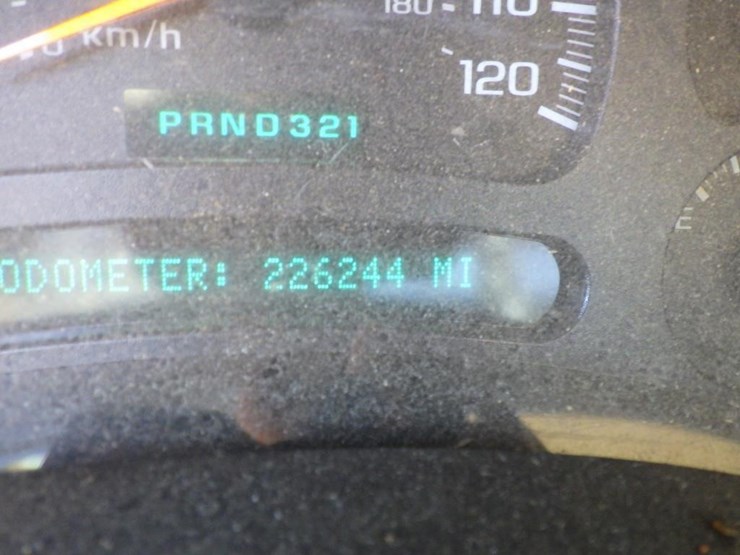 180 110
km/h
120
PRND321
ODOMETER: 226244 MI
E